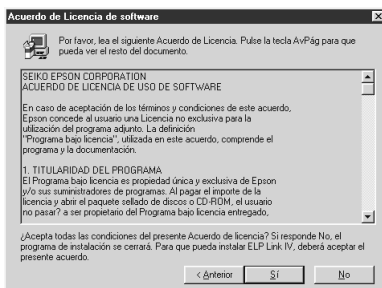 Acuerdo de Licencia de software
Por favor, lea el siguiente Acuerdo de Licencia. Pulse la tecla AvPág para que
pueda ver el resto del documento.
SEIKO EPSON CORPORATION
ACUERDO DE LICENCIA DE USO DE SOFTWARE
En caso de aceptación de los términos y condiciones de este acuerdo,
Epson concede al usuario una Licencia no exclusiva para la
utilización del programa adjunto. La definición
"Programa bajo licencia", utilizada en este acuerdo, comprende el
programa y la documentación.
1. TITULARIDAD DEL PROGRAMA
El Programa bajo licencia es propiedad única y exclusiva de Epson
y/o sus suministradores de programas. Al pagar el importe de la
licencia y abrir el paquete sellado de discos o CD-ROM, el usuario
no pasar? a ser propietario del Programa bajo licencia entregado,
¿Acepta todas las condiciones del presente Acuerdo de licencia? Si responde No, el
programa de instalación se cerrará. Para que pueda instalar ELP Link IV, deberá aceptar el
presente acuerdo.
< Anterior
Sí
No